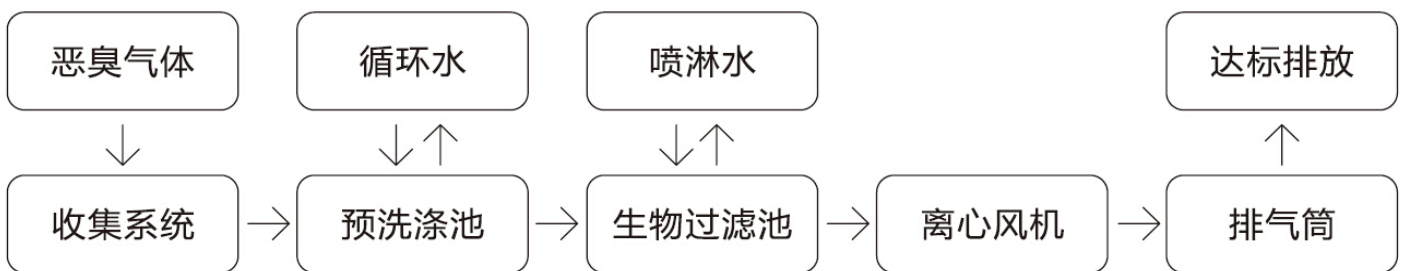 恶臭气体
循环水
喷淋水
达标排放
收集系统
预洗涤池
生物过滤池
离心风机
排气筒